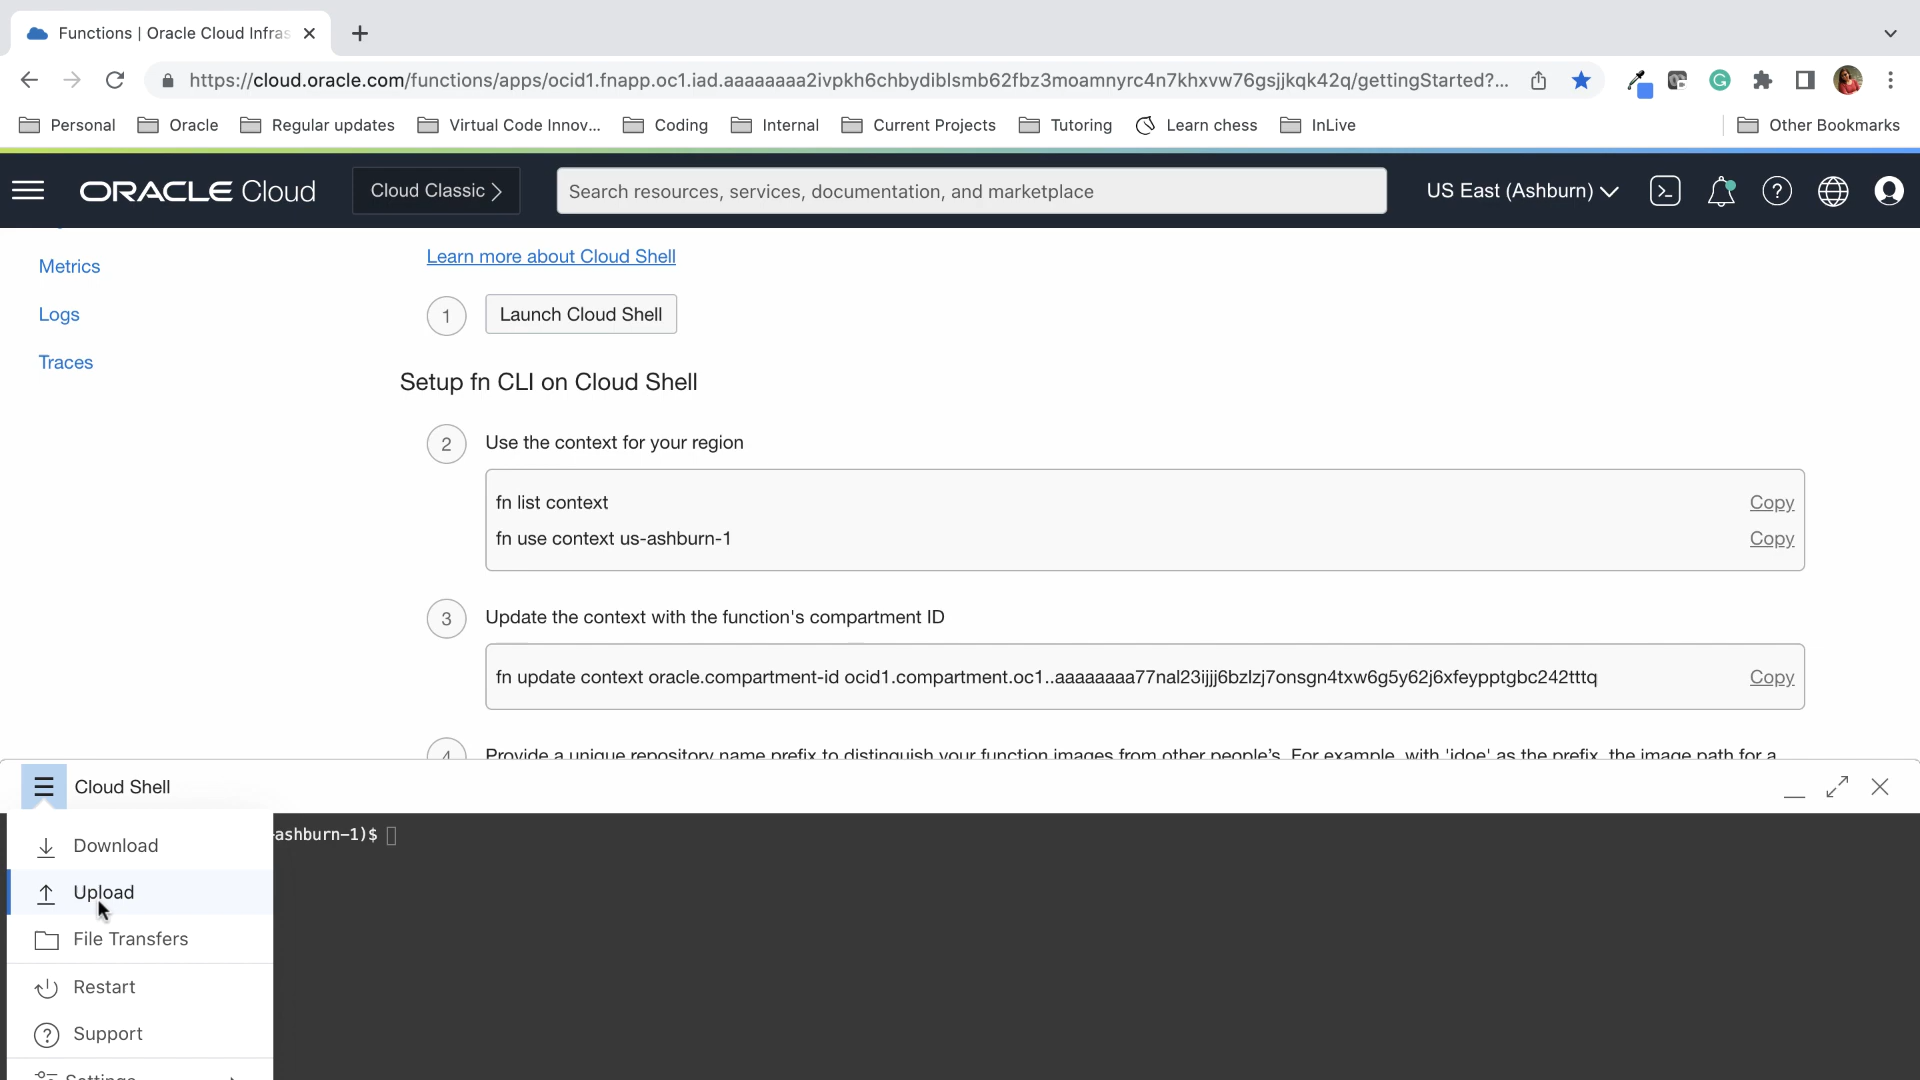 Functions | Oracle Cloud Infras
https://cloud.oracle.com/functions/apps/ocid1.fnapp.oc1.iad.aaaaaaaa2ivpkh6chbydiblsmb62fbz3moamnyrc4n7khxvw76gsjjkqk42q/gettingStarted?...
Personal Oracle Regular updates Virtual Code Innov... Coding Internal Current Projects Tutoring Learn chess InLive Other Bookmarks
ORACLE Cloud Cloud Classic Search resources, services, documentation, and marketplace US East (Ashburn)
Metrics
Logs
Traces
Learn more about Cloud Shell
1 Launch Cloud Shell
Setup fn CLI on Cloud Shell
2 Use the context for your region
fn list context Copy
fn use context us-ashburn-1 Copy
3 Update the context with the function's compartment ID
fn update context oracle.compartment-id ocid1.compartment.oc1..aaaaaaaa77nal23ijjj6bzlzj7onsgn4txw6g5y62j6xfeypptgbc242tttq Copy
4 Provide a unique repository name prefix to distinguish your function images from other people's. For example, with 'jdoe' as the prefix, the image path for a
Cloud Shell
ashburn-1)$
Download
Upload
File Transfers
Restart
Support
Settings